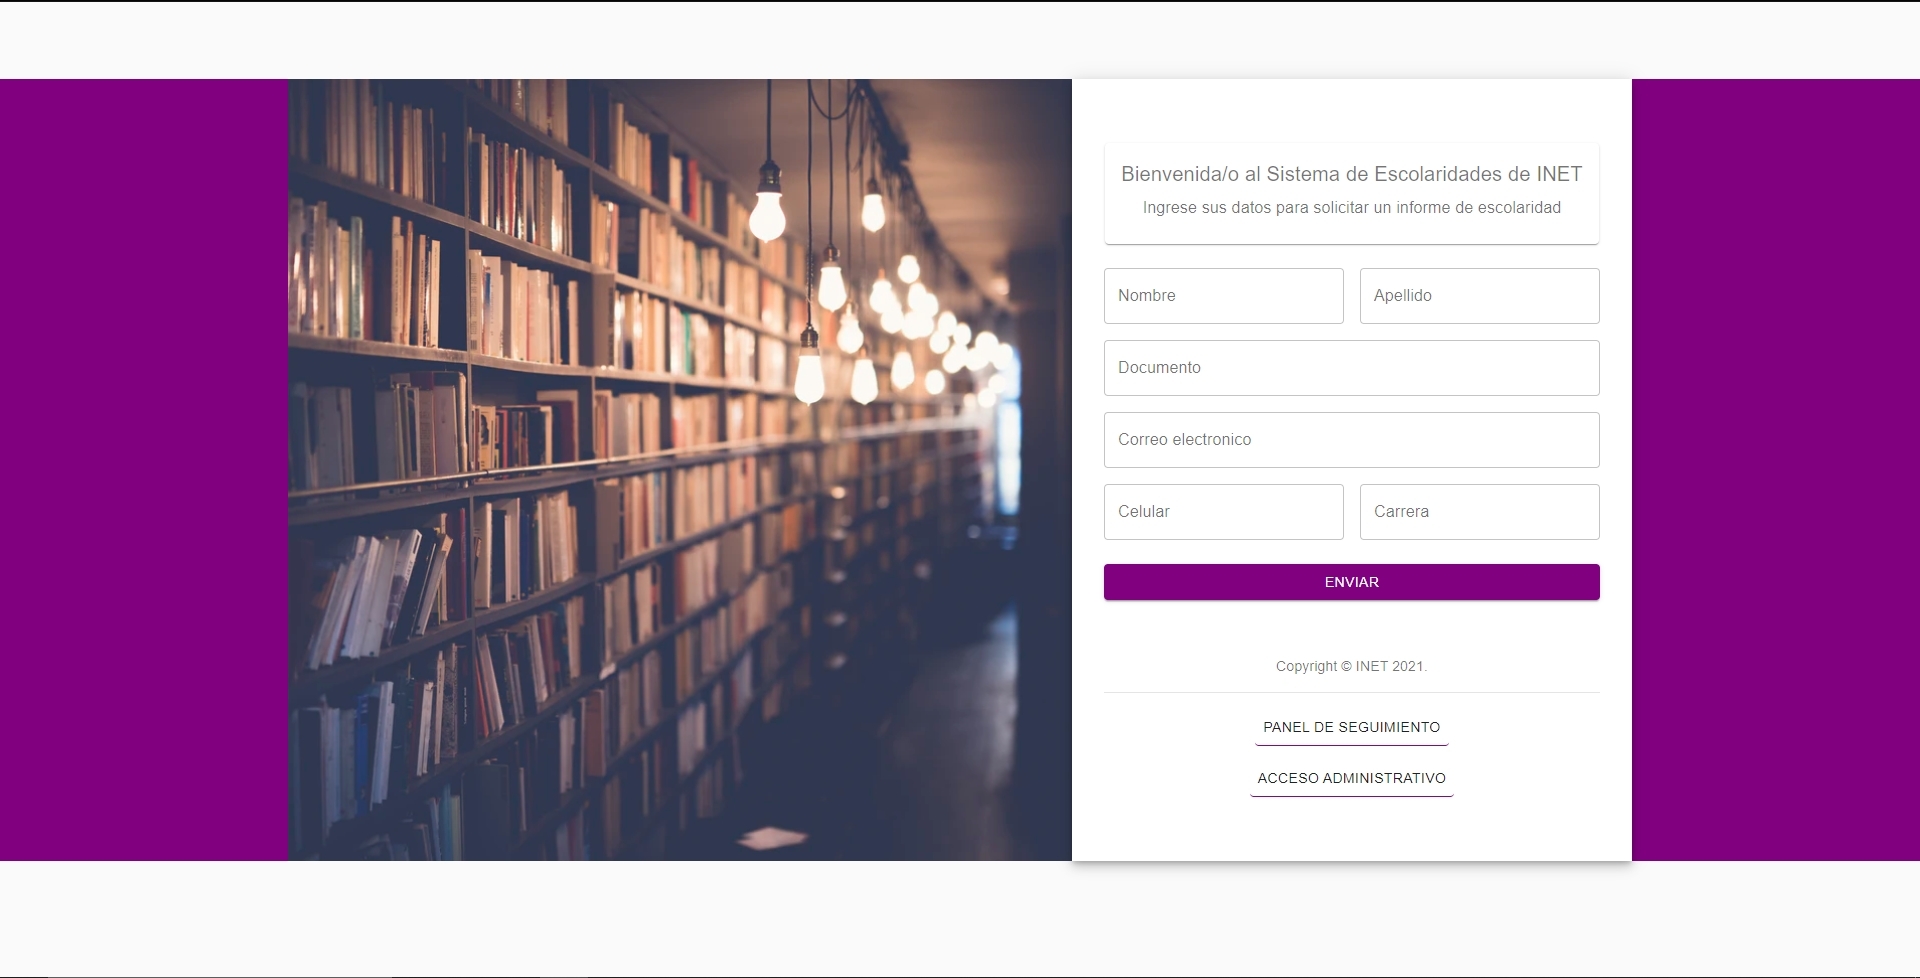 Bienvenida/o al Sistema de Escolaridades de INET
Ingrese sus datos para solicitar un informe de escolaridad
Nombre
Apellido
Documento
Correo electronico
Celular
Carrera
ENVIAR
Copyright © INET 2021.
PANEL DE SEGUIMIENTO
ACCESO ADMINISTRATIVO